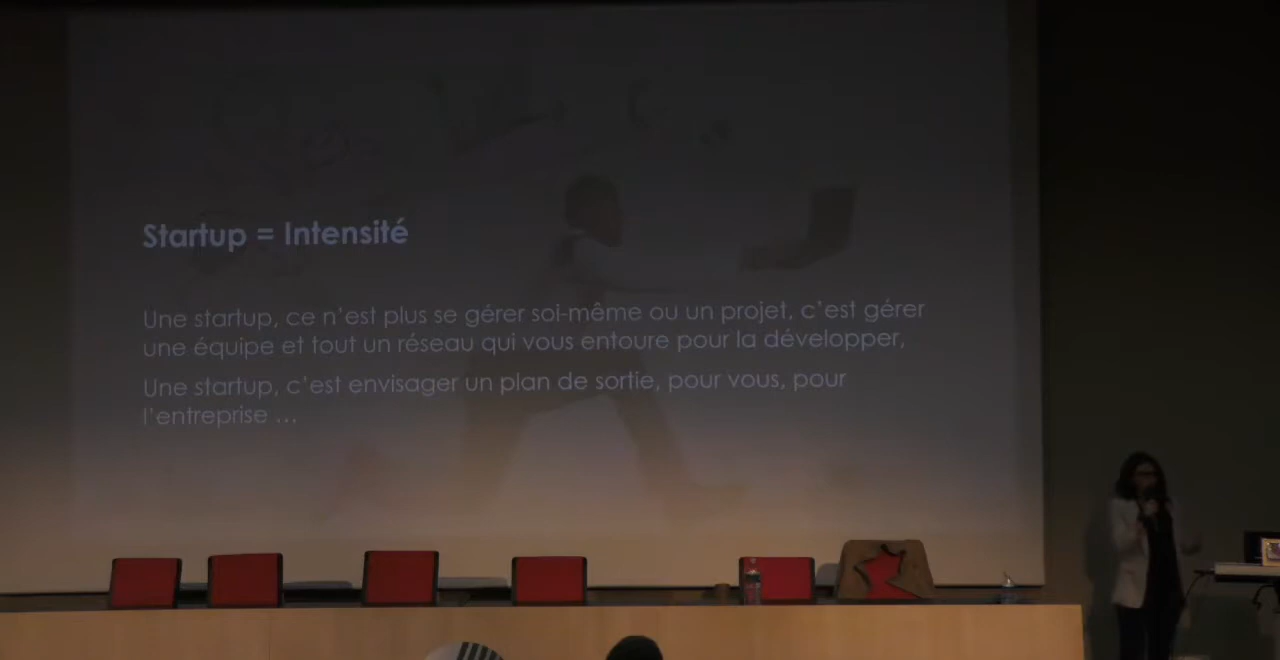 Startup = Intensité
Une startup, ce n'est plus se gérer soi-même ou un projet, c'est gérer
une équipe et tout un réseau qui vous entoure pour la développer,
Une startup, c'est envisager un plan de sortie, pour vous, pour
l'entreprise …